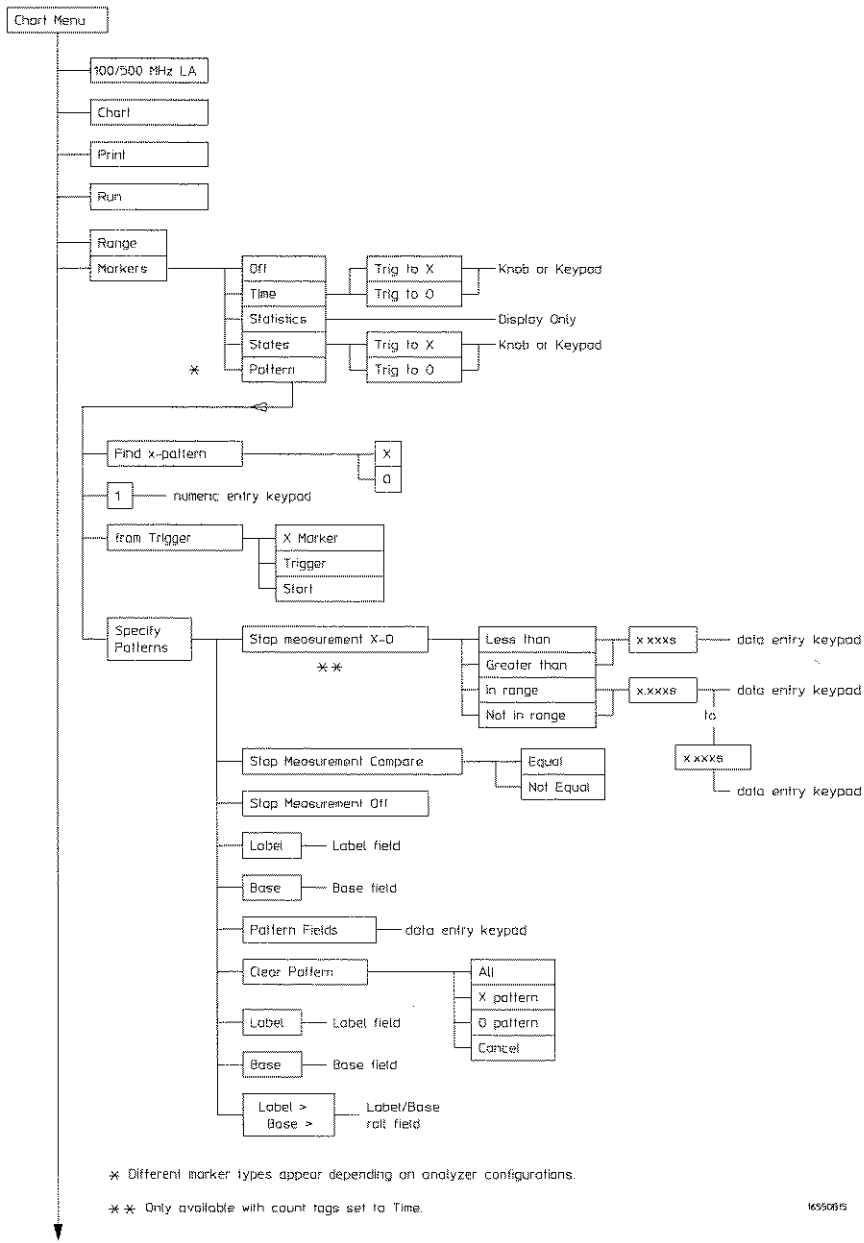 Chart Menu
100/500 MHz LA
Chart
Print
Run
Range
Markers
Off
Time
Statistics
States
Pattern
Trig to X
Trig to O
Knob or Keypad
Display Only
Trig to X
Trig to O
Knob or Keypad
*
Find x-pattern
X
O
1
numeric entry keypad
from Trigger
X Marker
Trigger
Start
Specify
Patterns
Stop measurement X-O
**
Less than
Greater than
In range
Not in range
x.xxxs
data entry keypad
x.xxxs
data entry keypad
to
x.xxxs
data entry keypad
Stop Measurement Compare
Equal
Not Equal
Stop Measurement Off
Label
Label field
Base
Base field
Pattern Fields
data entry keypad
Clear Pattern
All
X pattern
O pattern
Cancel
Label
Label field
Base
Base field
Label >
Base >
Label/Base
roll field
* Different marker types appear depending on analyzer configurations.
** Only available with count tags set to Time.